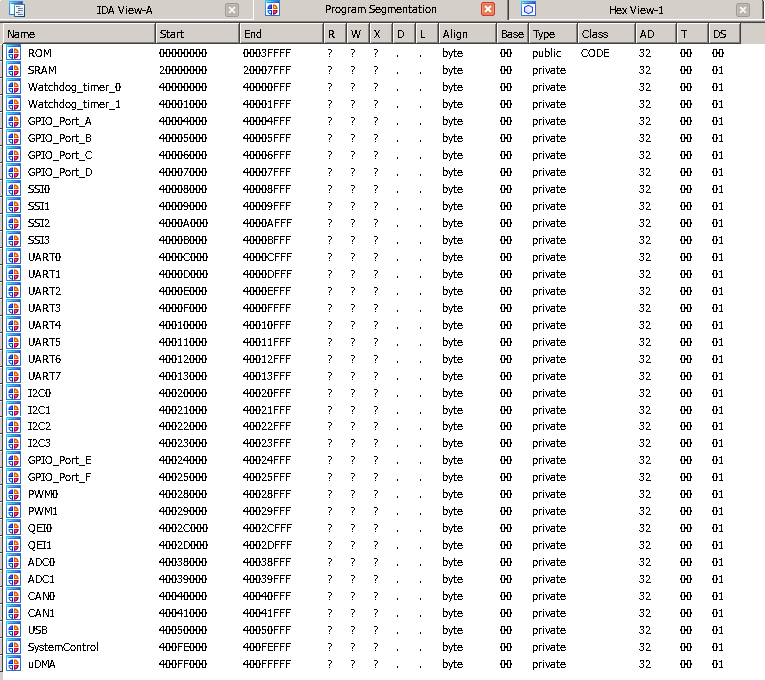 IDA View-A Program Segmentation Hex View-1
Name Start End R W X D L Align Base Type Class AD T DS
ROM 00000000 0003FFFF ? ? ? . . byte 00 public CODE 32 00 00
SRAM 20000000 20007FFF ? ? ? . . byte 00 private 32 00 01
Watchdog_timer_0 40000000 40000FFF ? ? ? . . byte 00 private 32 00 01
Watchdog_timer_1 40001000 40001FFF ? ? ? . . byte 00 private 32 00 01
GPIO_Port_A 40004000 40004FFF ? ? ? . . byte 00 private 32 00 01
GPIO_Port_B 40005000 40005FFF ? ? ? . . byte 00 private 32 00 01
GPIO_Port_C 40006000 40006FFF ? ? ? . . byte 00 private 32 00 01
GPIO_Port_D 40007000 40007FFF ? ? ? . . byte 00 private 32 00 01
SSI0 40008000 40008FFF ? ? ? . . byte 00 private 32 00 01
SSI1 40009000 40009FFF ? ? ? . . byte 00 private 32 00 01
SSI2 4000A000 4000AFFF ? ? ? . . byte 00 private 32 00 01
SSI3 4000B000 4000BFFF ? ? ? . . byte 00 private 32 00 01
UART0 4000C000 4000CFFF ? ? ? . . byte 00 private 32 00 01
UART1 4000D000 4000DFFF ? ? ? . . byte 00 private 32 00 01
UART2 4000E000 4000EFFF ? ? ? . . byte 00 private 32 00 01
UART3 4000F000 4000FFFF ? ? ? . . byte 00 private 32 00 01
UART4 40010000 40010FFF ? ? ? . . byte 00 private 32 00 01
UART5 40011000 40011FFF ? ? ? . . byte 00 private 32 00 01
UART6 40012000 40012FFF ? ? ? . . byte 00 private 32 00 01
UART7 40013000 40013FFF ? ? ? . . byte 00 private 32 00 01
I2C0 40020000 40020FFF ? ? ? . . byte 00 private 32 00 01
I2C1 40021000 40021FFF ? ? ? . . byte 00 private 32 00 01
I2C2 40022000 40022FFF ? ? ? . . byte 00 private 32 00 01
I2C3 40023000 40023FFF ? ? ? . . byte 00 private 32 00 01
GPIO_Port_E 40024000 40024FFF ? ? ? . . byte 00 private 32 00 01
GPIO_Port_F 40025000 40025FFF ? ? ? . . byte 00 private 32 00 01
PWM0 40028000 40028FFF ? ? ? . . byte 00 private 32 00 01
PWM1 40029000 40029FFF ? ? ? . . byte 00 private 32 00 01
QEI0 4002C000 4002CFFF ? ? ? . . byte 00 private 32 00 01
QEI1 4002D000 4002DFFF ? ? ? . . byte 00 private 32 00 01
ADC0 40038000 40038FFF ? ? ? . . byte 00 private 32 00 01
ADC1 40039000 40039FFF ? ? ? . . byte 00 private 32 00 01
CAN0 40040000 40040FFF ? ? ? . . byte 00 private 32 00 01
CAN1 40041000 40041FFF ? ? ? . . byte 00 private 32 00 01
USB 40050000 40050FFF ? ? ? . . byte 00 private 32 00 01
SystemControl 400FE000 400FEFFF ? ? ? . . byte 00 private 32 00 01
uDMA 400FF000 400FFFFF ? ? ? . . byte 00 private 32 00 01